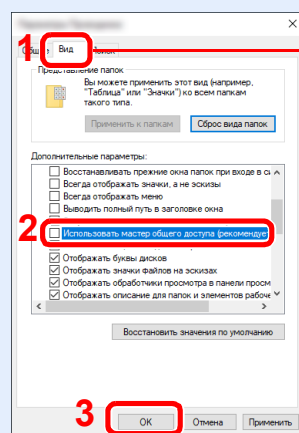 1
Вид
Представление папок
Вы можете применить этот вид (например,
"Таблица" или "Значки") ко всем папкам
такого типа.
Применить к папкам
Сброс вида папок
Дополнительные параметры:
Восстанавливать прежние окна папок при входе в
Всегда отображать значки, а не эскизы
Всегда отображать меню
Выводить полный путь в заголовке окна
2
Использовать мастер общего доступа (рекомендует
Отображать буквы дисков
Отображать значки файлов на эскизах
Отображать обработчики просмотра в панели просм
Отображать описание для папок и элементов рабоче
Восстановить значения по умолчанию
3
OK
Отмена
Применить